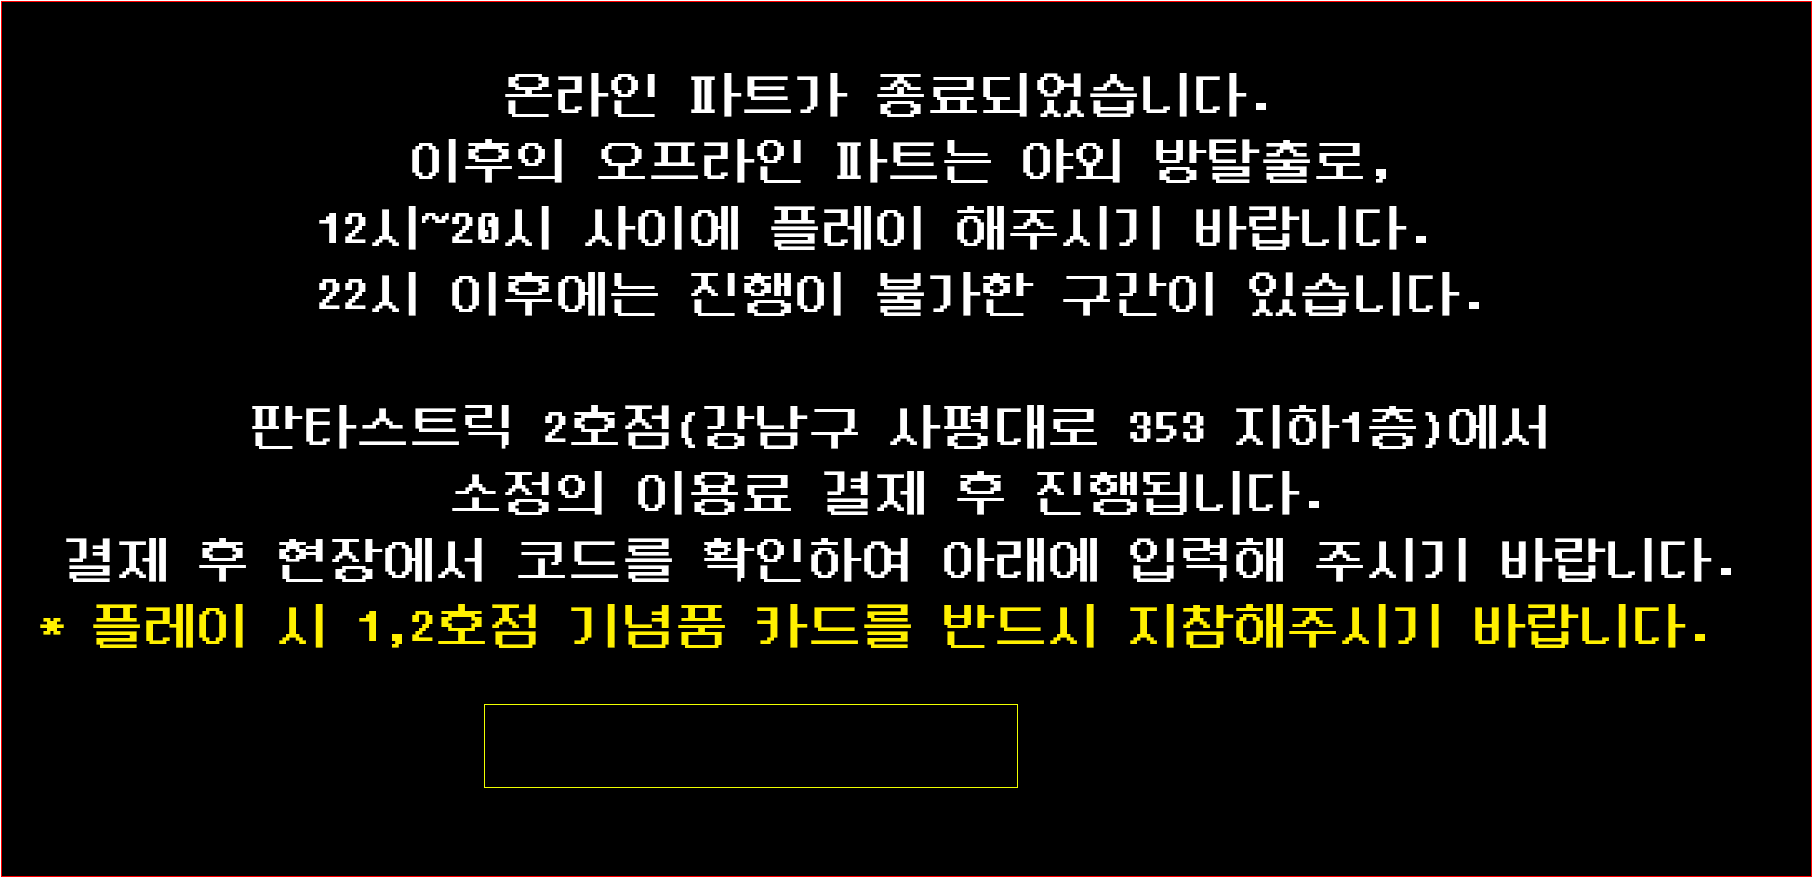 온라인 파트가 종료되었습니다.
이후의 오프라인 파트는 야외 방탈출로,
12시~20시 사이에 플레이 해주시기 바랍니다.
22시 이후에는 진행이 불가한 구간이 있습니다.
판타스트릭 2호점(강남구 사평대로 353 지하1층)에서
소정의 이용료 결제 후 진행됩니다.
결제 후 현장에서 코드를 확인하여 아래에 입력해 주시기 바랍니다.
* 플레이 시 1,2호점 기념품 카드를 반드시 지참해주시기 바랍니다.